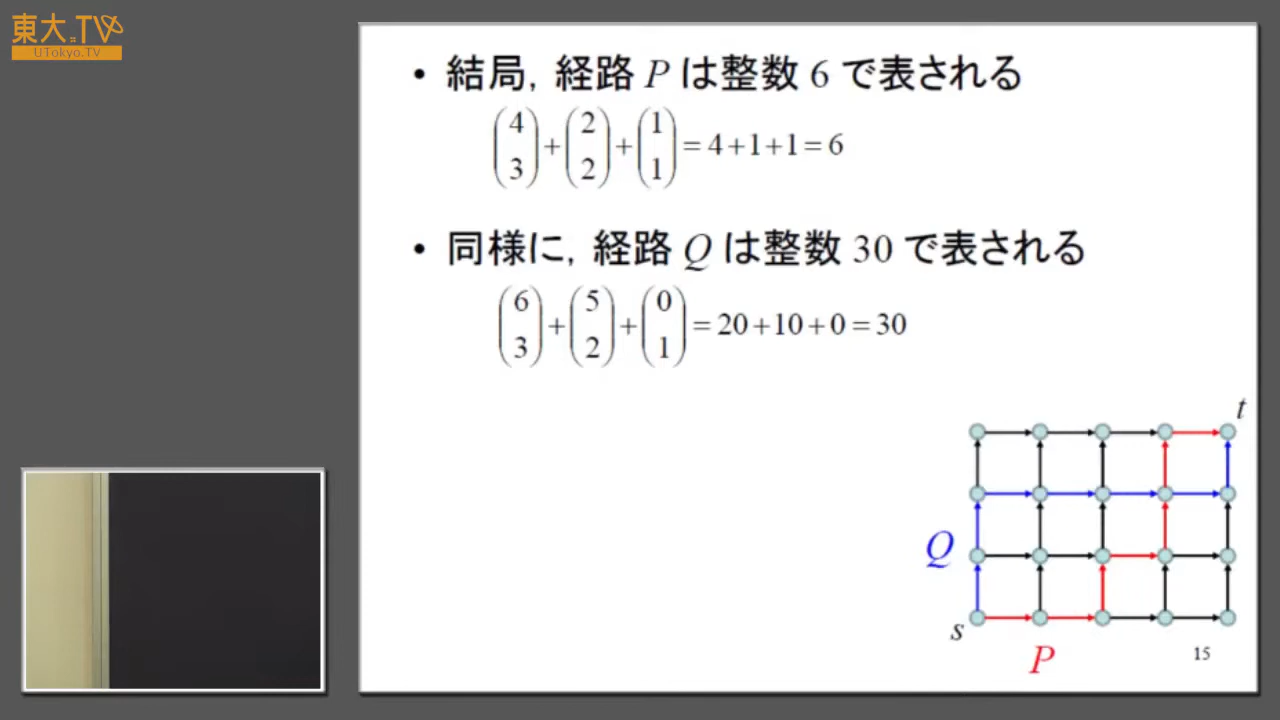 東大.TV
UTokyo.TV
• 結局, 経路 P は整数 6 で表される
(4 3) + (2 2) + (1 1) = 4+1+1 = 6
• 同様に, 経路 Q は整数 30 で表される
(6 3) + (5 2) + (0 1) = 20+10+0 = 30
t
Q
s
P
15